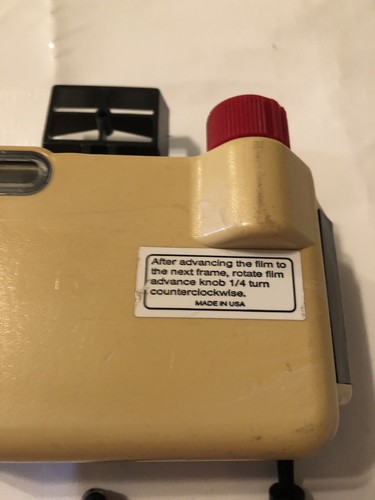 After advancing the film to
the next frame, rotate film
advance knob 1/4 turn
counterclockwise.
MADE IN USA